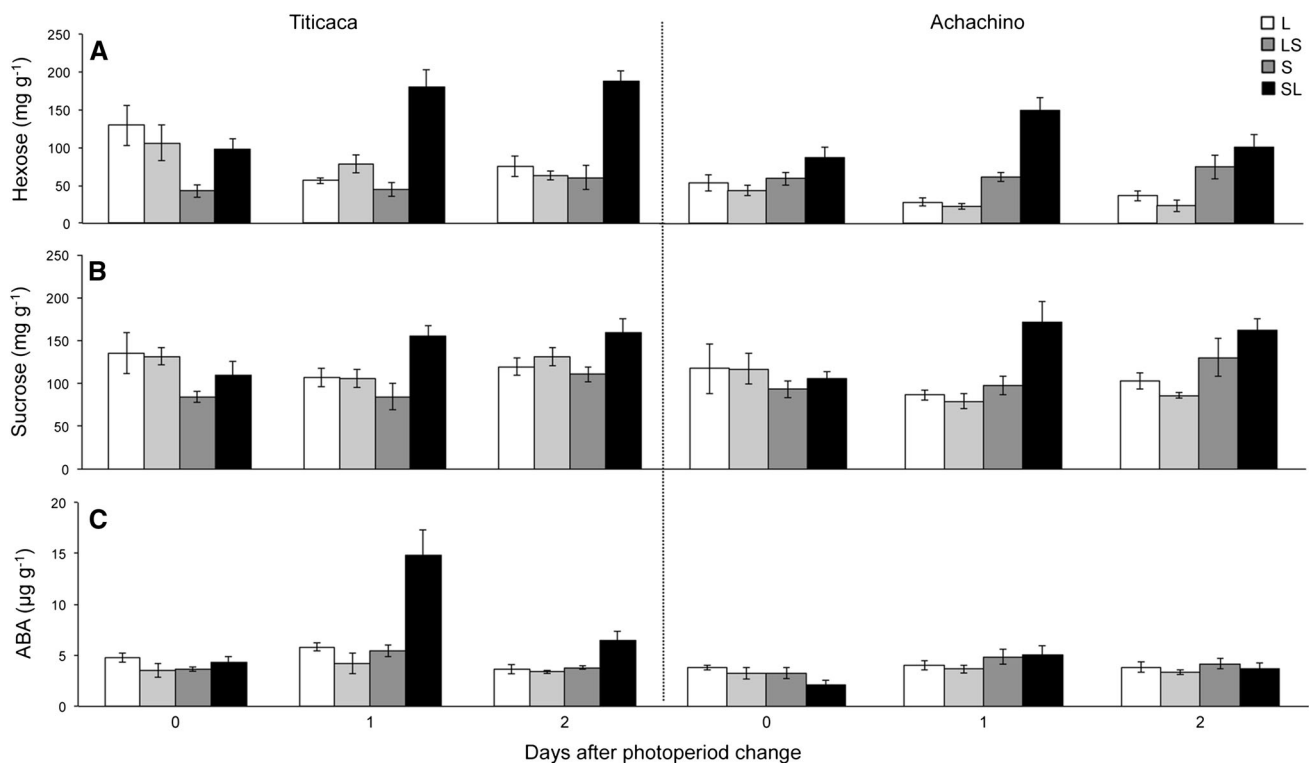 Titicaca
Achachino
L
LS
S
SL
A
Hexose (mg g⁻¹)
250
200
150
100
50
0
B
Sucrose (mg g⁻¹)
250
200
150
100
50
0
C
ABA (µg g⁻¹)
20
15
10
5
0
0 1 2 0 1 2
Days after photoperiod change